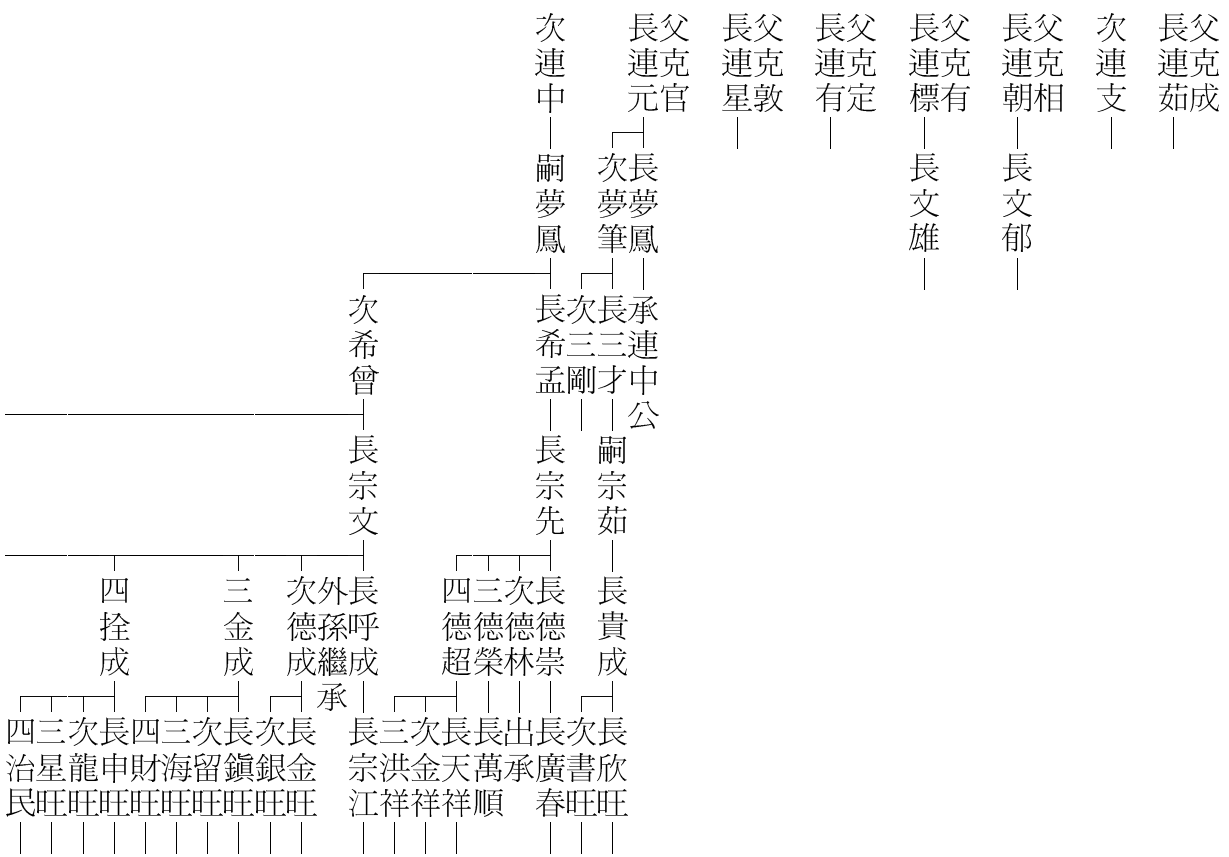 父克成
長連茹
次連支
父克相
長連朝
父克有
長連標
父克定
長連有
父克敦
長連星
父克官
長連元
次連中
長文郁
長文雄
長夢鳳
次夢筆
嗣夢鳳
承連中公
長三才
次三剛
長希孟
次希曾
嗣宗茹
長宗先
長宗文
長貴成
長德崇
次德林
三德榮
四德超
長呼成
外孫繼承
次德成
三金成
四拴成
長欣旺
次書旺
長廣春
出承
長萬順
長天祥
次金祥
三洪祥
長宗江
長金旺
次銀旺
長鎭旺
次留旺
三海旺
四財旺
長申旺
次龍旺
三星旺
四治民